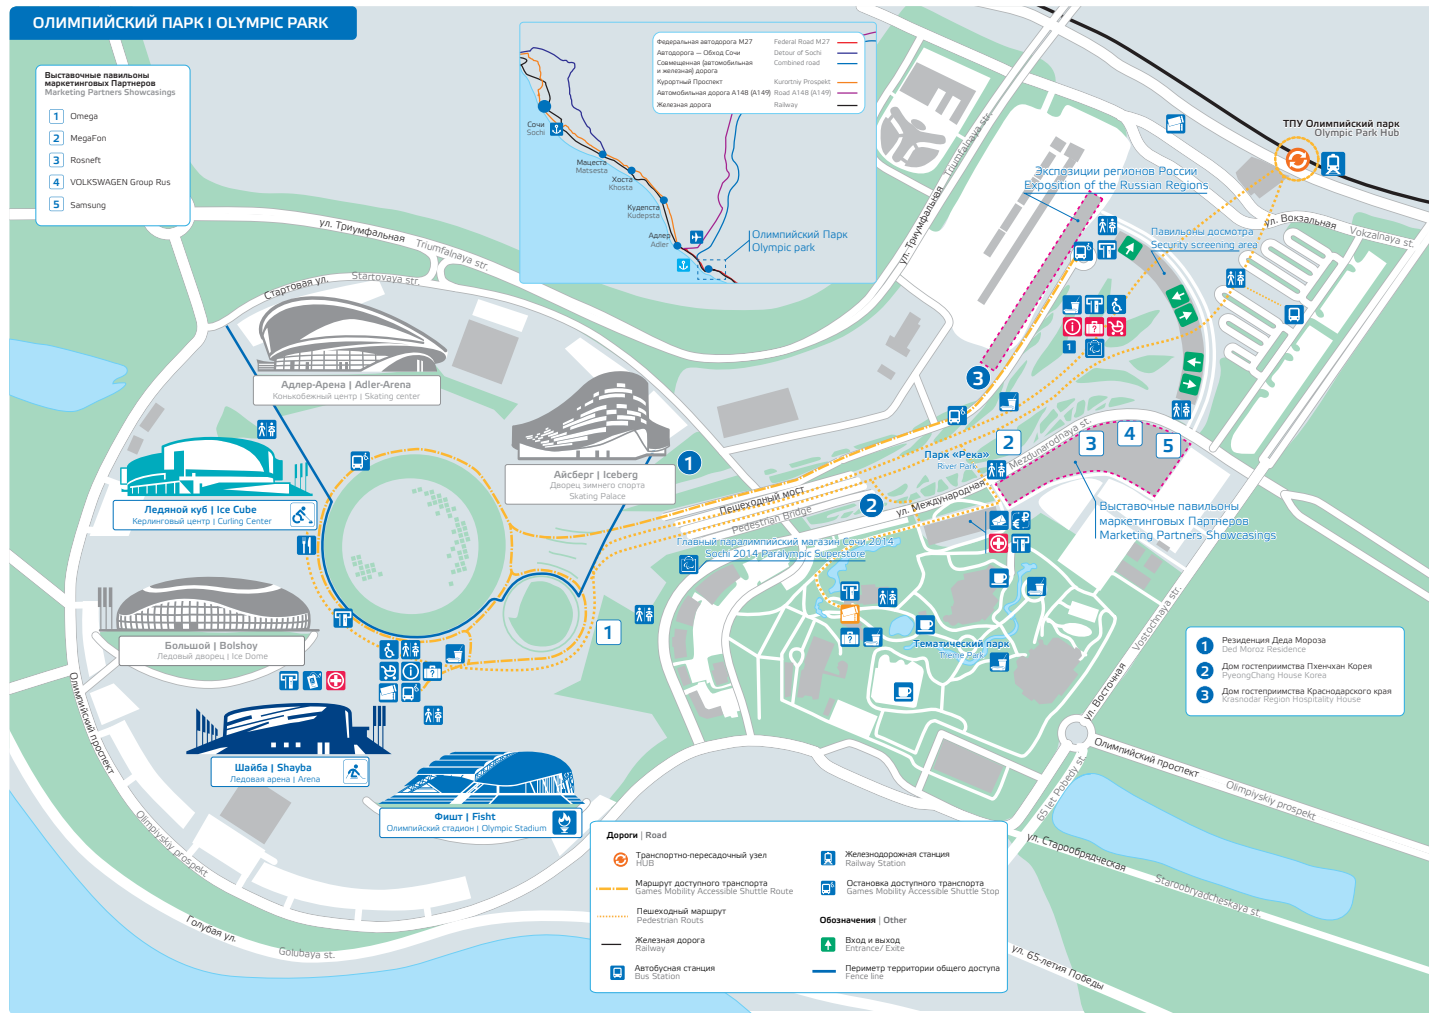 ОЛИМПИЙСКИЙ ПАРК I OLYMPIC PARK
Выставочные павильоны
маркетинговых Партнеров
Marketing Partners Showcasings
1 Omega
2 MegaFon
3 Rosneft
4 VOLKSWAGEN Group Rus
5 Samsung
Федеральная автодорога М27 Federal Road M27
Автодорога — Обход Сочи Detour of Sochi
Совмещенная (автомобильная
и железная) дорога Combined road
Курортный Проспект Kurortniy Prospekt
Автомобильная дорога А148 (А149) Road A148 (A149)
Железная дорога Railway
Сочи
Sochi
Мацеста
Matsesta
Хоста
Khosta
Кудепста
Kudepsta
Адлер
Adler
Олимпийский Парк
Olympic park
ТПУ Олимпийский парк
Olympic Park Hub
Экспозиции регионов России
Exposition of the Russian Regions
Павильоны досмотра
Security screening area
ул. Вокзальная
Vokzalnaya st.
ул. Триумфальная
Triumfalnaya str.
ул. Триумфальная
Triumfalnaya str.
Стартовая ул.
Startovaya str.
Адлер-Арена | Adler-Arena
Конькобежный центр | Skating center
Айсберг | Iceberg
Дворец зимнего спорта
Skating Palace
1
Ледяной куб | Ice Cube
Керлинговый центр | Curling Center
Большой | Bolshoy
Ледовый дворец | Ice Dome
Шайба | Shayba
Ледовая арена | Arena
Фишт | Fisht
Олимпийский стадион | Olympic Stadium
1
3
2
3
4
5
2
1
Парк «Река»
River Park
Mezdunarodnaya st.
ул. Международная
Пешеходный мост
Pedestrian Bridge
Главный паралимпийский магазин Сочи 2014
Sochi 2014 Paralympic Superstore
Выставочные павильоны
маркетинговых Партнеров
Marketing Partners Showcasings
Тематический парк
Theme Park
Vostochnaya str.
ул. Восточная
65 let Pobedy st.
Олимпийский проспект
Olimpiyskiy prospekt
Олимпийский проспект
Olimpiyskiy prospekt
ул. Старообрядческая
Staroobryadcheskaya st.
ул. 65-летия Победы
Голубая ул.
Golubaya st.
1 Резиденция Деда Мороза
Ded Moroz Residence
2 Дом гостеприимства Пхенчхан Корея
PyeongChang House Korea
3 Дом гостеприимства Краснодарского края
Krasnodar Region Hospitality House
Дороги | Road
Транспортно-пересадочный узел
HUB
Маршрут доступного транспорта
Games Mobility Accessible Shuttle Route
Пешеходный маршрут
Pedestrian Routs
Железная дорога
Railway
Автобусная станция
Bus Station
Железнодорожная станция
Railway Station
Остановка доступного транспорта
Games Mobility Accessible Shuttle Stop
Обозначения | Other
Вход и выход
Entrance/ Exite
Периметр территории общего доступа
Fence line